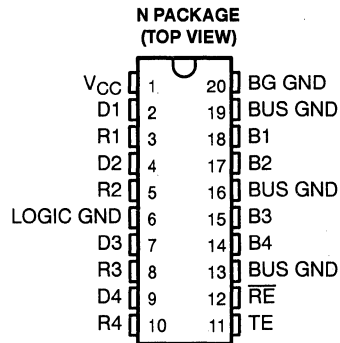 N PACKAGE
(TOP VIEW)
VCC 1 20 BG GND
D1 2 19 BUS GND
R1 3 18 B1
D2 4 17 B2
R2 5 16 BUS GND
LOGIC GND 6 15 B3
D3 7 14 B4
R3 8 13 BUS GND
D4 9 12 R̅E̅
R4 10 11 TE